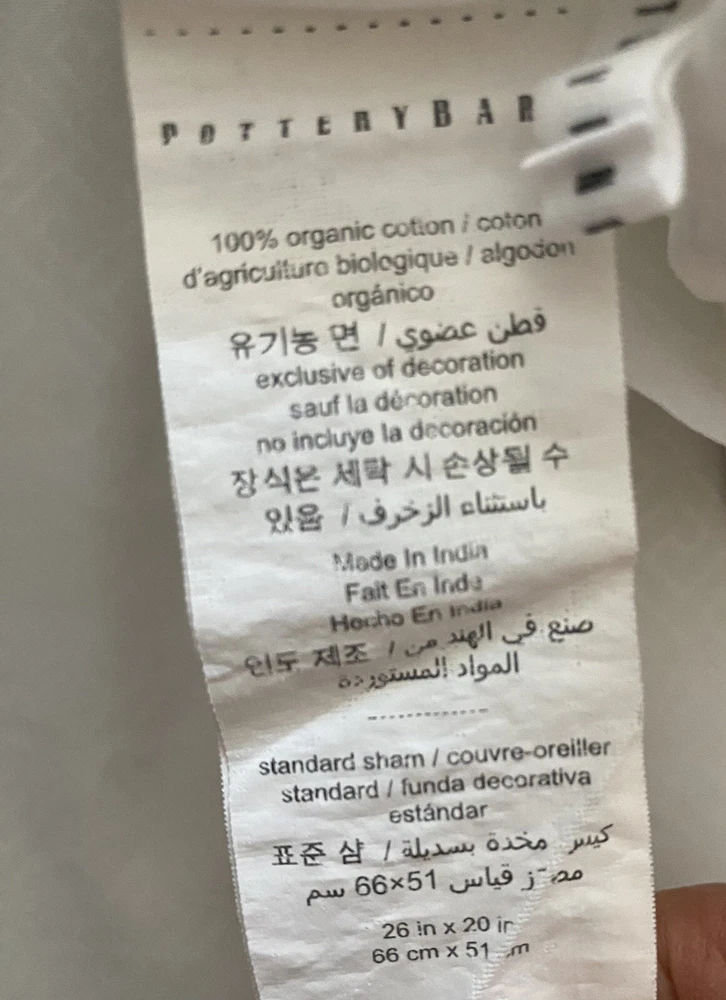 POTTERYBAR
100% organic cotton / coton
d'agriculture biologique / algodon
orgánico
유기농 면 / قطن عضوي
exclusive of decoration
sauf la décoration
no incluye la decoración
장식은 세탁 시 손상될 수
있음 / باستثناء الزخرف
Made In India
Fait En Inde
Hecho En India
인도 제조 / صنع في الهند من
المواد المستوردة
standard sham / couvre-oreiller
standard / funda decorativa
estándar
표준 샴 / كيس مخدة بسديلة
قياس 51×66 سم
26 in x 20 in
66 cm x 51 cm